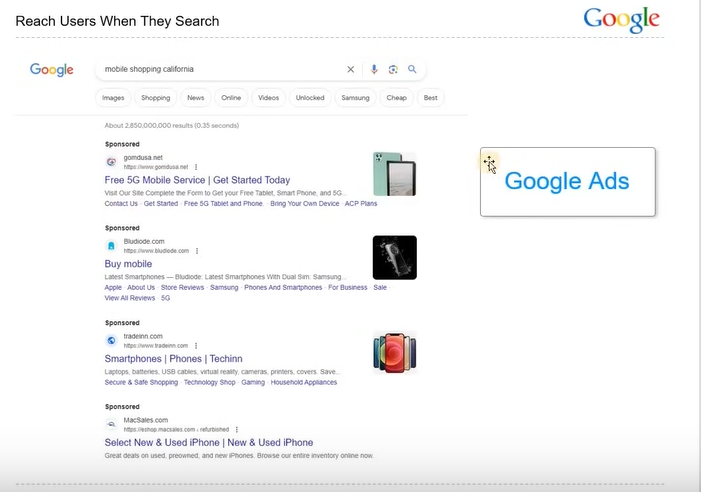 Reach Users When They Search
Google
Google
mobile shopping california
Images
Shopping
News
Online
Videos
Unlocked
Samsung
Cheap
Best
About 2,850,000,000 results (0.35 seconds)
Sponsored
gomdusa.net
https://www.gomdusa.net
Free 5G Mobile Service | Get Started Today
Visit Our Site Complete the Form to Get your Free Tablet, Smart Phone, and 5G...
Contact Us · Get Started · Free 5G Tablet and Phone. · Bring Your Own Device · ACP Plans
Google Ads
Sponsored
Bludiode.com
https://www.bludiode.com
Buy mobile
Latest Smartphones — Bludiode: Latest Smartphones With Dual Sim: Samsung...
Apple · About Us · Store Reviews · Samsung · Phones And Smartphones · For Business · Sale ·
View All Reviews · 5G
Sponsored
tradeinn.com
https://www.tradeinn.com
Smartphones | Phones | Techinn
Laptops, batteries, USB cables, virtual reality, cameras, printers, covers. Save...
Secure & Safe Shopping · Technology Shop · Gaming · Household Appliances
Sponsored
MacSales.com
https://eshop.macsales.com › refurbished
Select New & Used iPhone | New & Used iPhone
Great deals on used, preowned, and new iPhones. Browse our entire inventory online now.